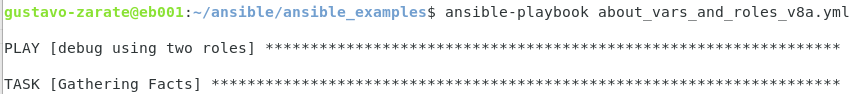 gustavo-zarate@eb001:~/ansible/ansible_examples$ ansible-playbook about_vars_and_roles_v8a.yml
PLAY [debug using two roles] ****************************************************************
TASK [Gathering Facts] **********************************************************************